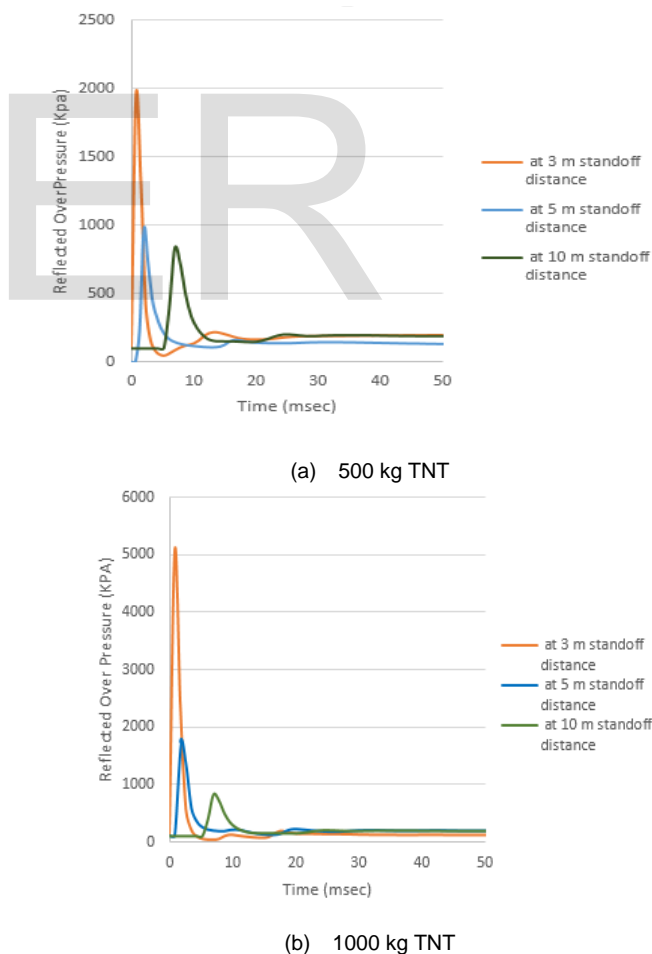 ER
2500
2000
1500
1000
500
0
Reflected OverPressure (Kpa)
0 10 20 30 40 50
Time (msec)
at 3 m standoff
distance
at 5 m standoff
distance
at 10 m standoff
distance
(a) 500 kg TNT
6000
5000
4000
3000
2000
1000
0
Reflected Over Pressure (KPA)
0 10 20 30 40 50
Time (msec)
at 3 m standoff
distance
at 5 m standoff
distance
at 10 m standoff
distance
(b) 1000 kg TNT